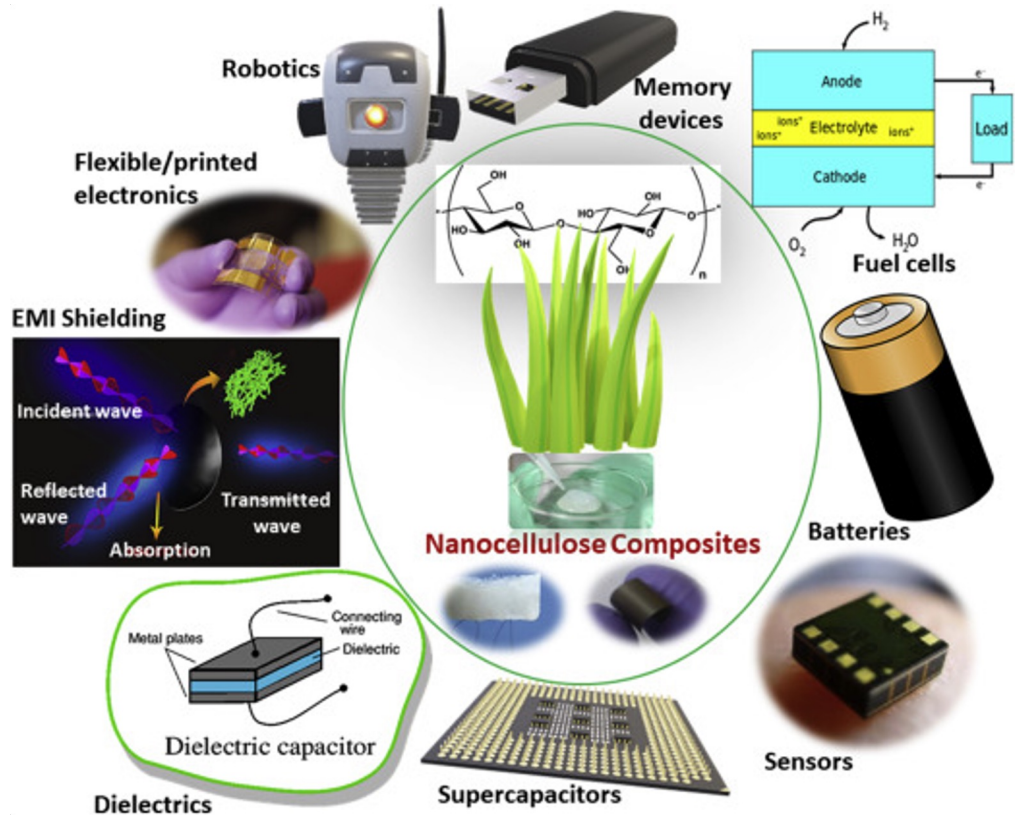 Robotics
Memory
devices
H₂
Anode
e⁻
ions⁺
ions⁺
Electrolyte
ions⁺
Load
Cathode
e⁻
O₂
H₂O
Fuel cells
Flexible/printed
electronics
OH
O
HO
OH
O
HO
OH
O
O
OH
n
EMI Shielding
Incident wave
Reflected
wave
Transmitted
wave
Absorption
Nanocellulose Composites
Batteries
Metal plates
Connecting
wire
Dielectric
Dielectric capacitor
Dielectrics
Supercapacitors
Sensors